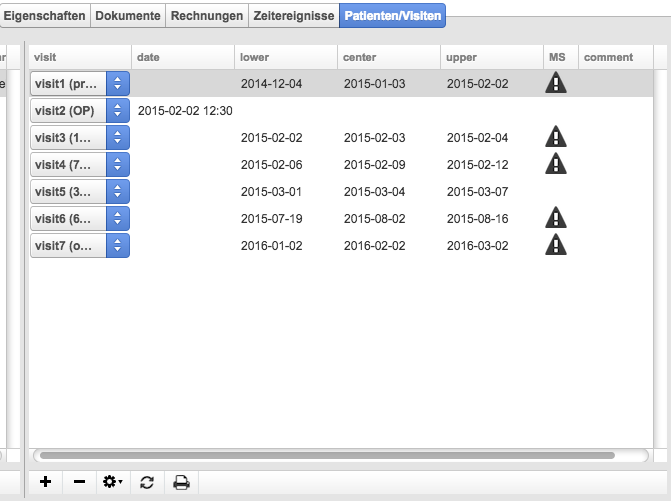 Eigenschaften Dokumente Rechnungen Zeitereignisse Patienten/Visiten
visit date lower center upper MS comment
visit1 (pr... 2014-12-04 2015-01-03 2015-02-02
visit2 (OP) 2015-02-02 12:30
visit3 (1... 2015-02-02 2015-02-03 2015-02-04
visit4 (7... 2015-02-06 2015-02-09 2015-02-12
visit5 (3... 2015-03-01 2015-03-04 2015-03-07
visit6 (6... 2015-07-19 2015-08-02 2015-08-16
visit7 (o... 2016-01-02 2016-02-02 2016-03-02